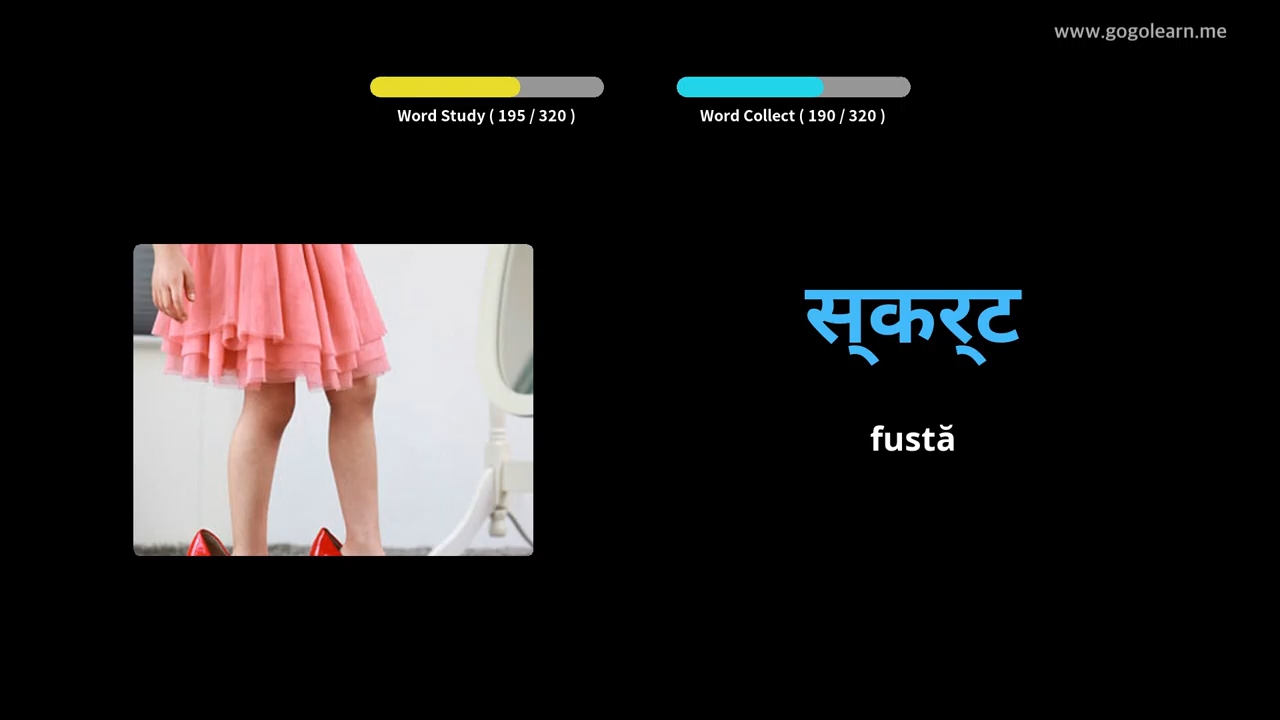 www.gogolearn.me
Word Study ( 195 / 320 )
Word Collect ( 190 / 320 )
स्कर्ट
fustă